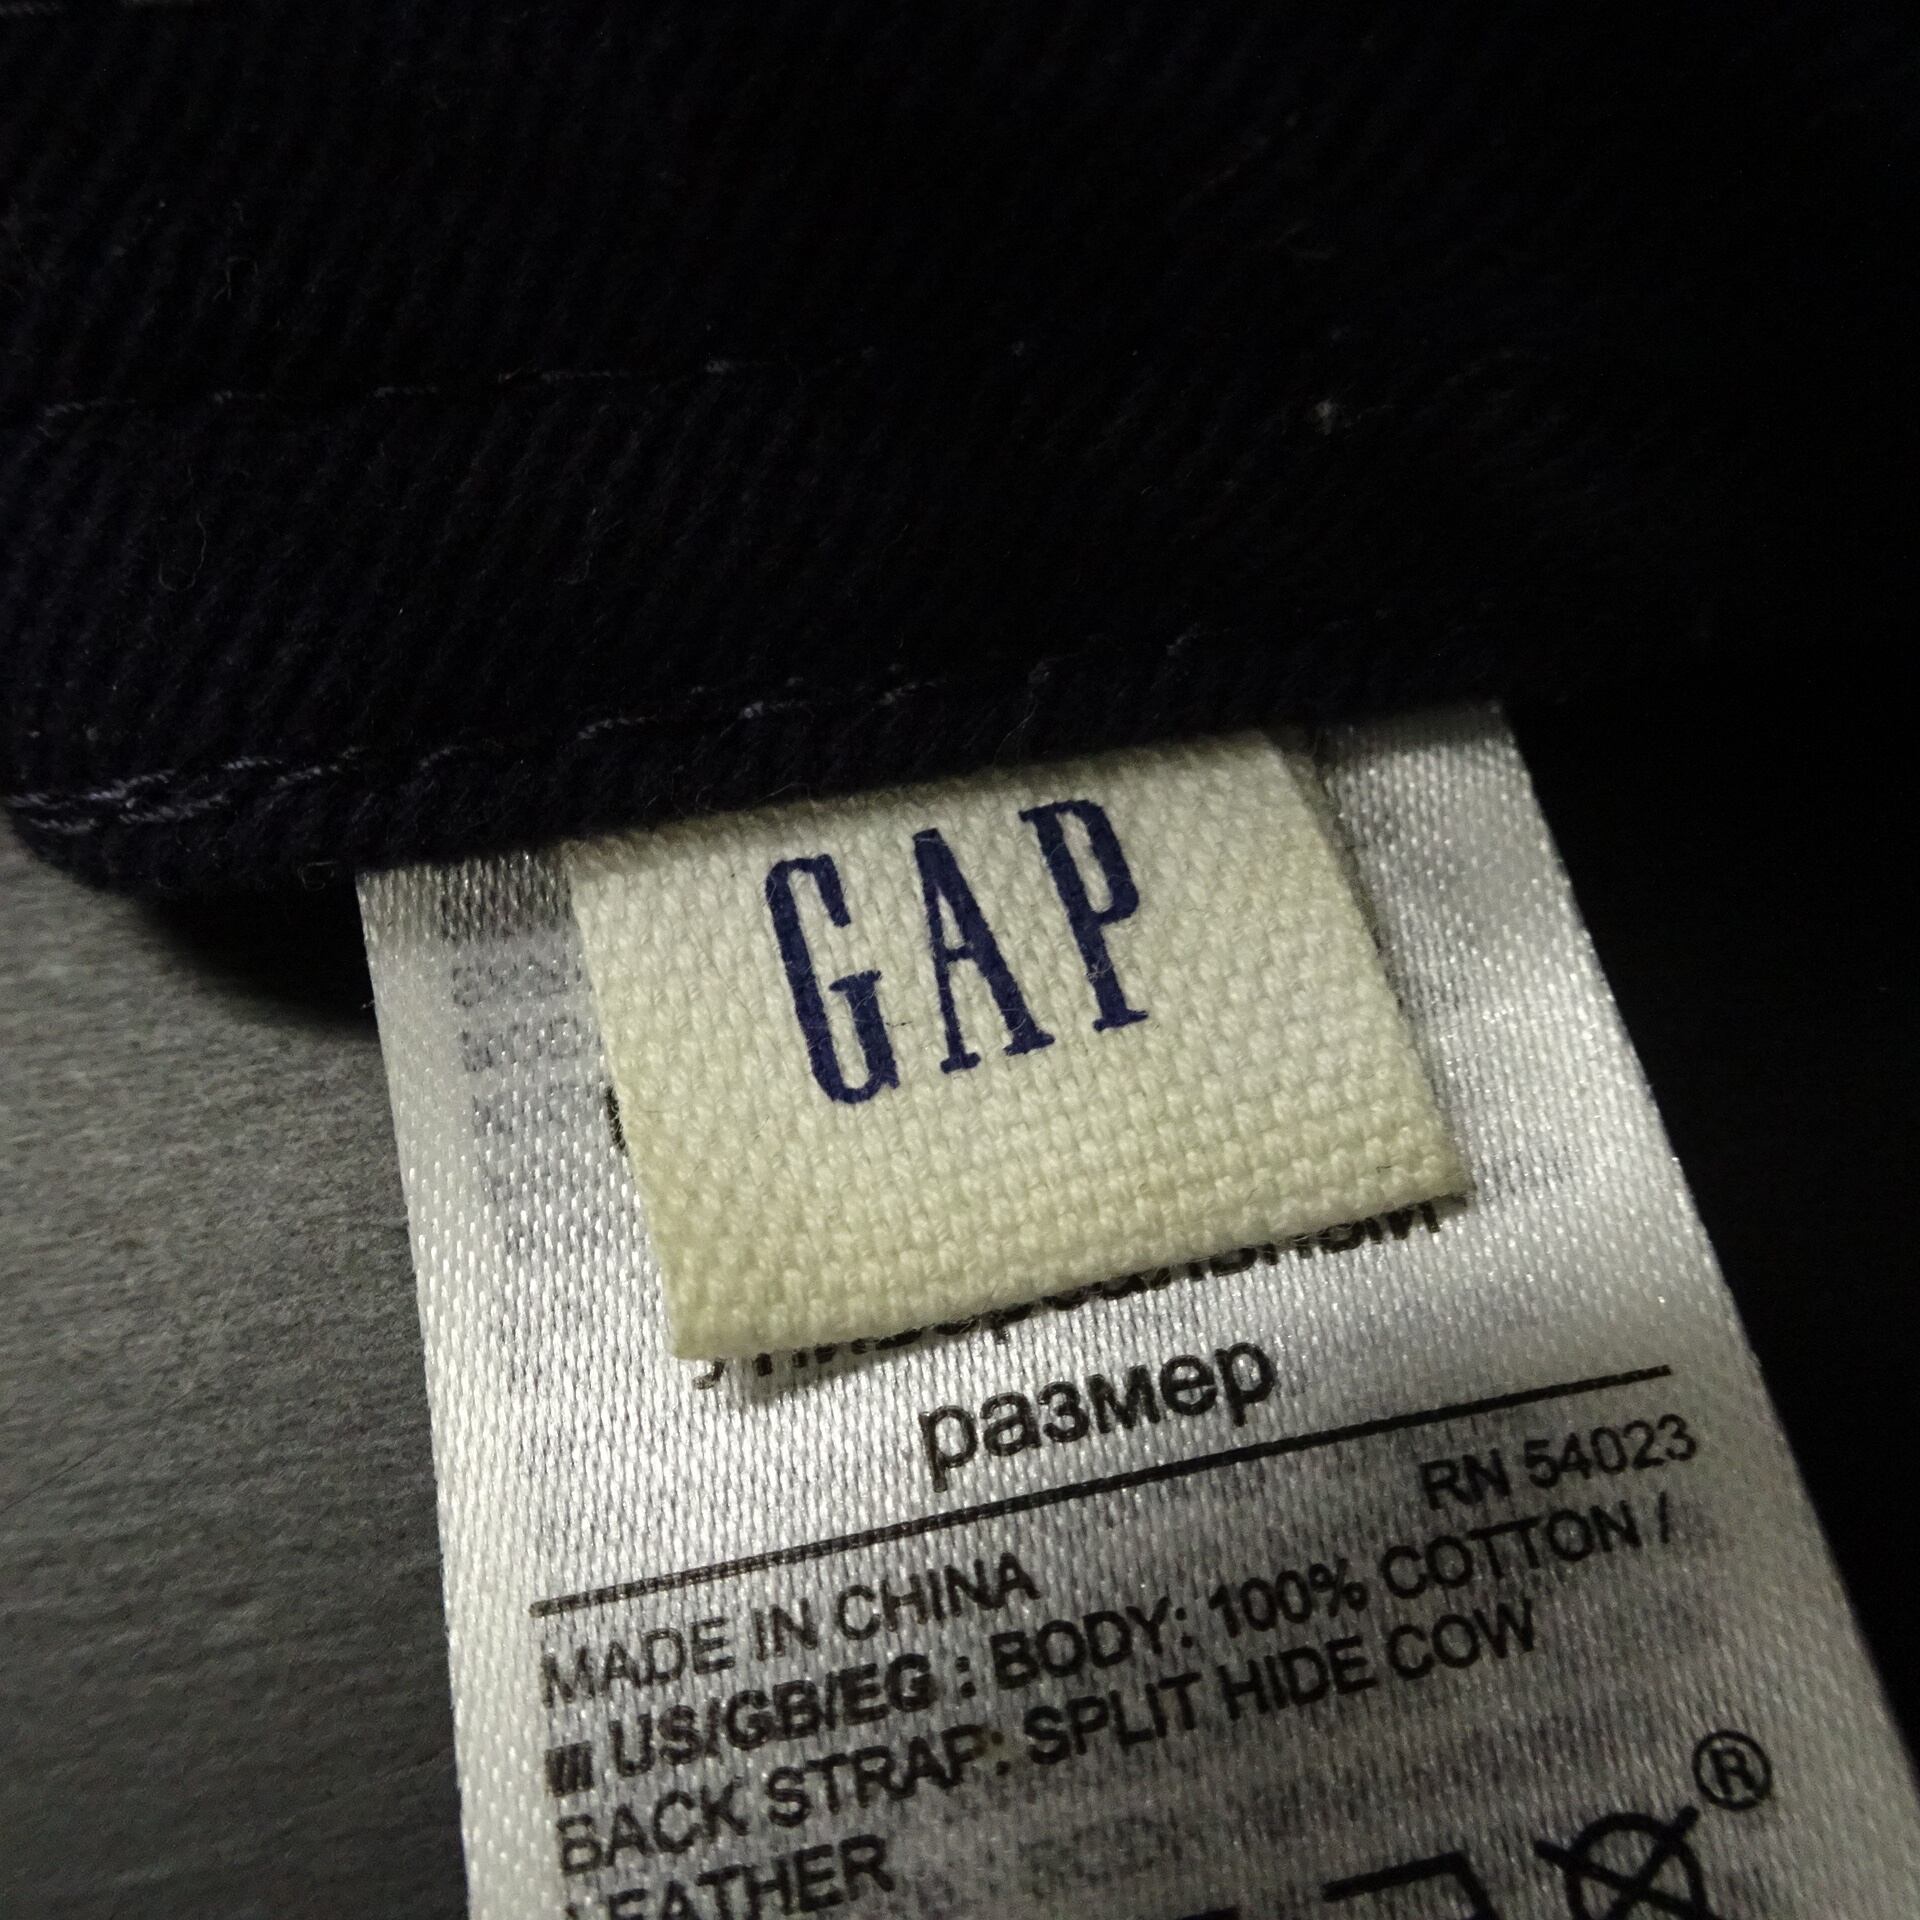 GAP
размер
RN 54023
MADE IN CHINA
US/GB/EG : BODY: 100% COTTON /
BACK STRAP: SPLIT HIDE COW
LEATHER
®